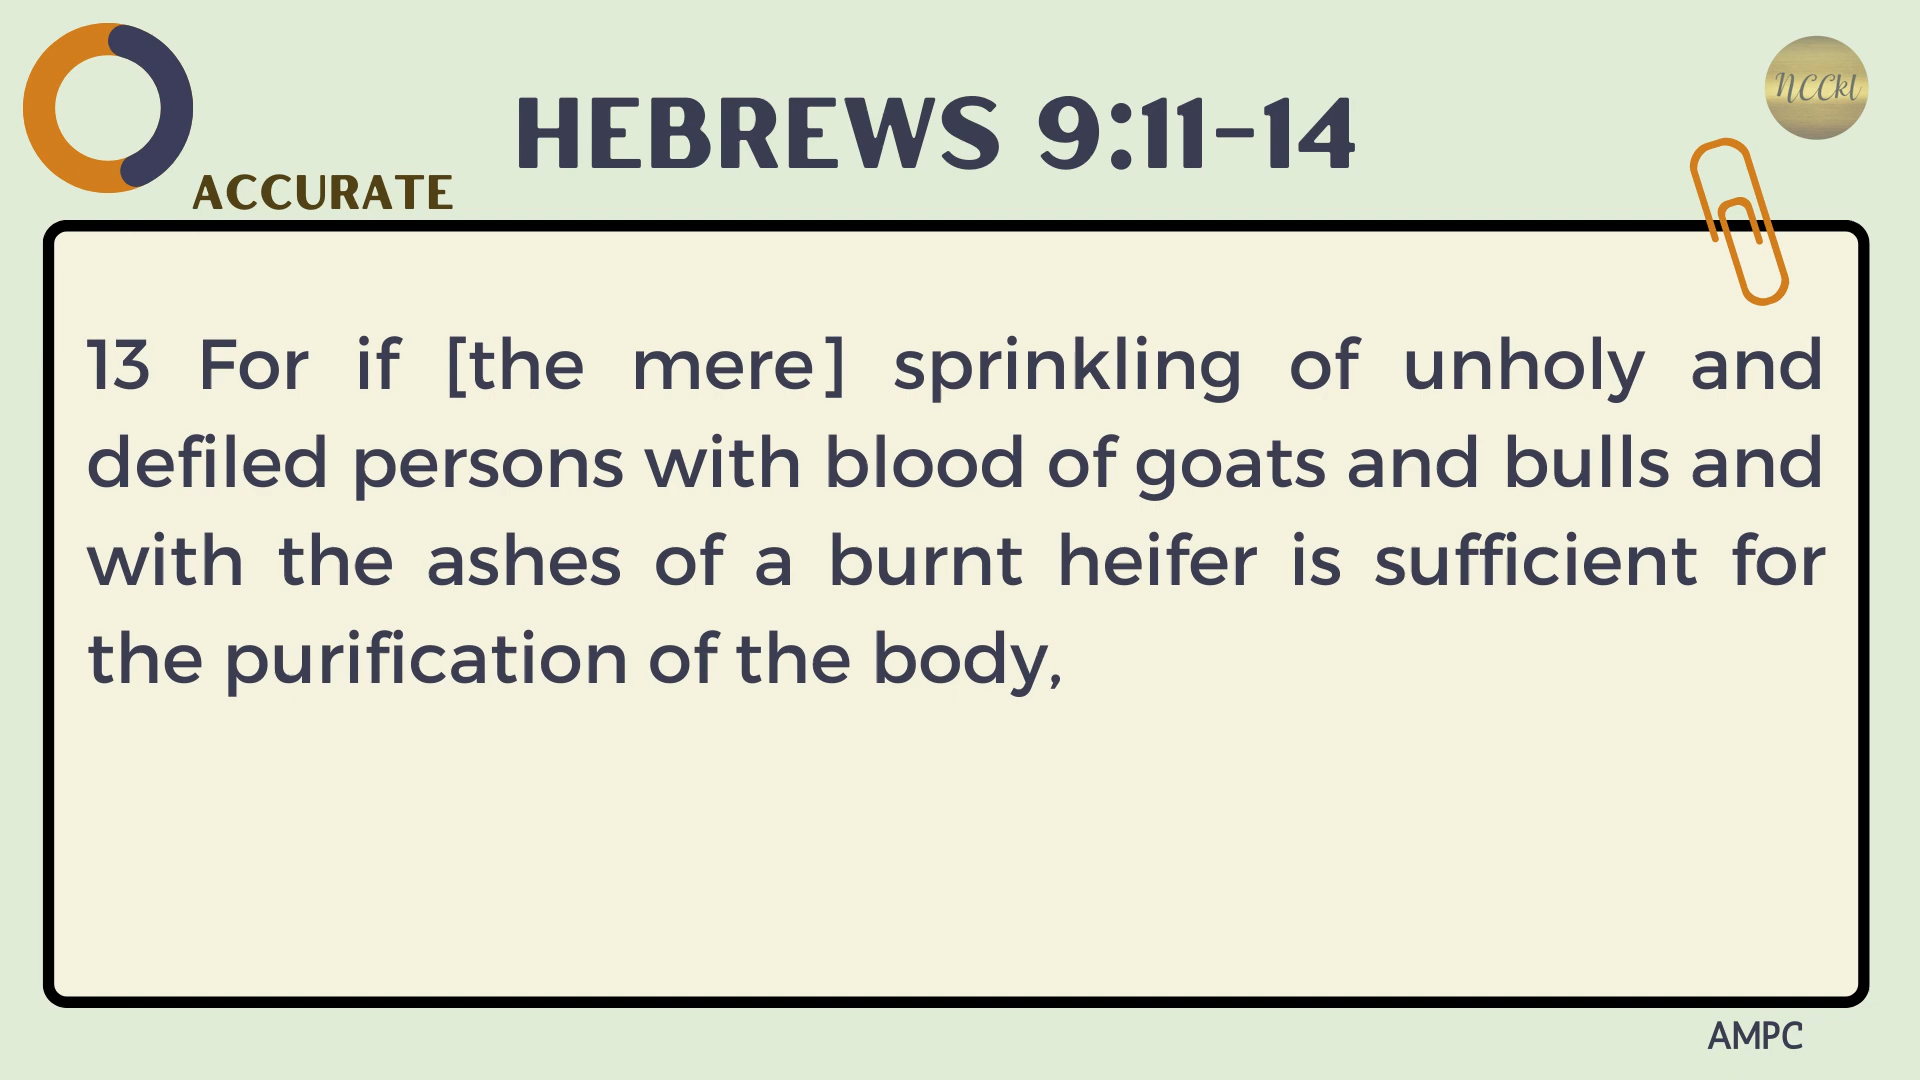 HEBREWS 9:11-14
NCCkl
ACCURATE
13 For if [the mere] sprinkling of unholy and
defiled persons with blood of goats and bulls and
with the ashes of a burnt heifer is sufficient for
the purification of the body,
AMPC